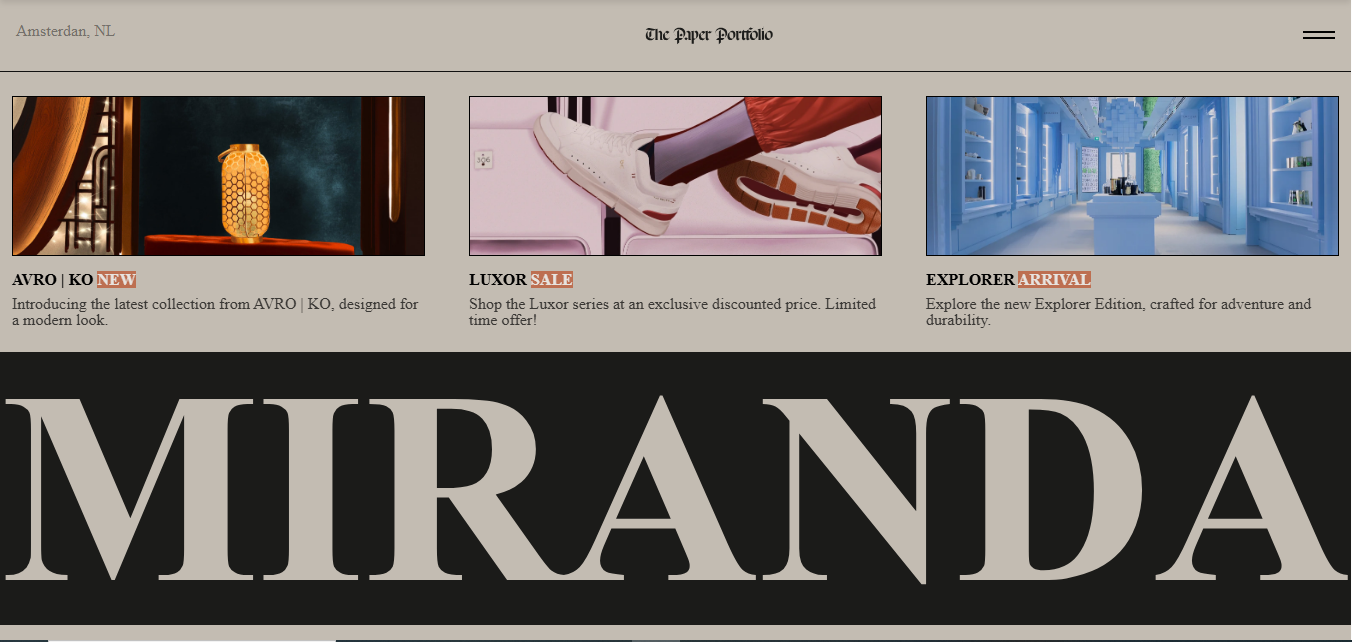 Amsterdan, NL
The Paper Portfolio
306
AVRO | KO NEW
Introducing the latest collection from AVRO | KO, designed for
a modern look.
LUXOR SALE
Shop the Luxor series at an exclusive discounted price. Limited
time offer!
EXPLORER ARRIVAL
Explore the new Explorer Edition, crafted for adventure and
durability.
MIRANDA